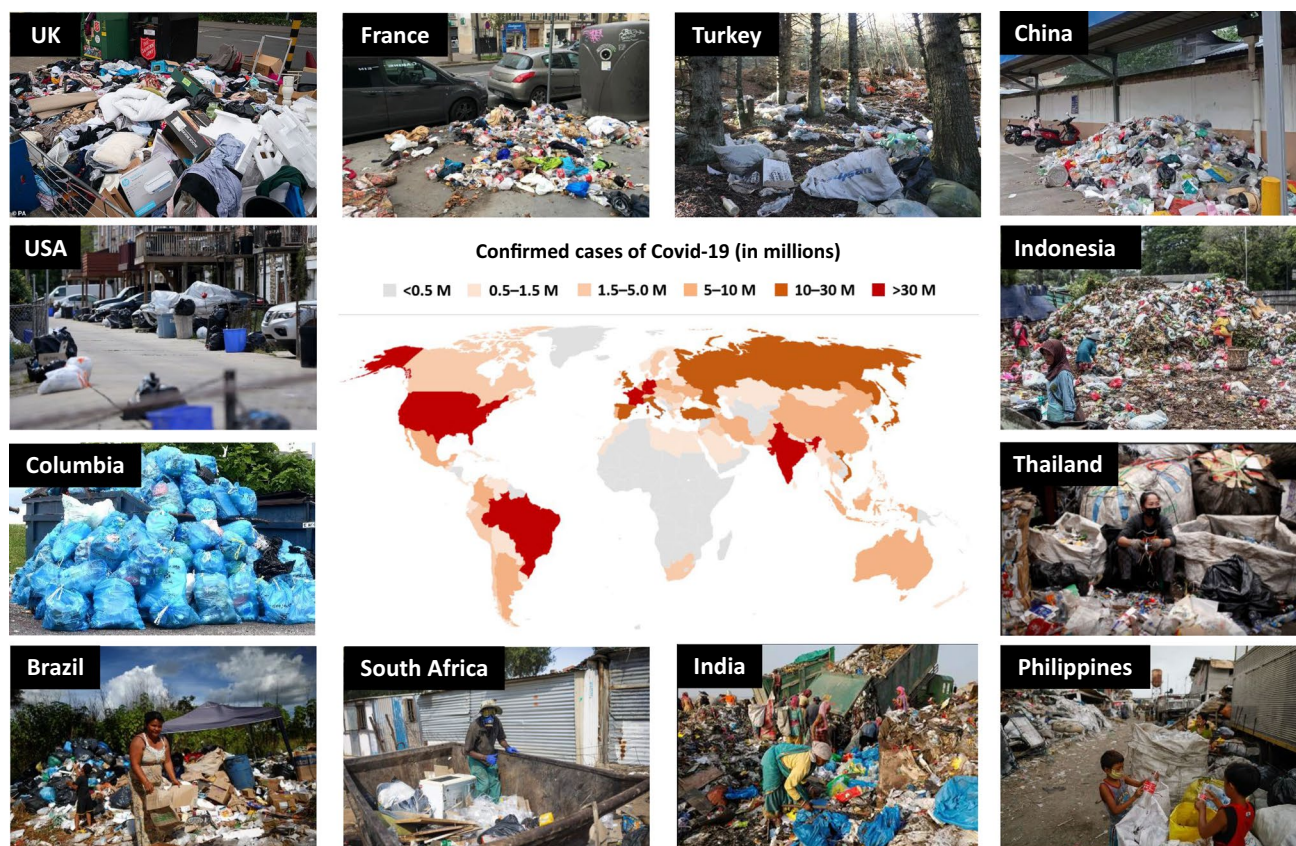 UK
France
Turkey
China
© PA
USA
Confirmed cases of Covid-19 (in millions)
<0.5 M 0.5–1.5 M 1.5–5.0 M 5–10 M 10–30 M >30 M
Indonesia
Columbia
Thailand
Brazil
South Africa
India
Philippines